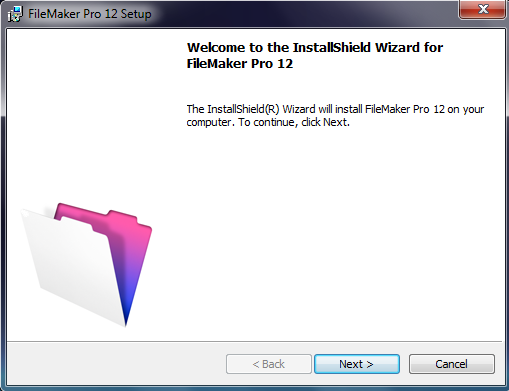 FileMaker Pro 12 Setup
Welcome to the InstallShield Wizard for
FileMaker Pro 12
The InstallShield(R) Wizard will install FileMaker Pro 12 on your
computer. To continue, click Next.
< Back
Next >
Cancel